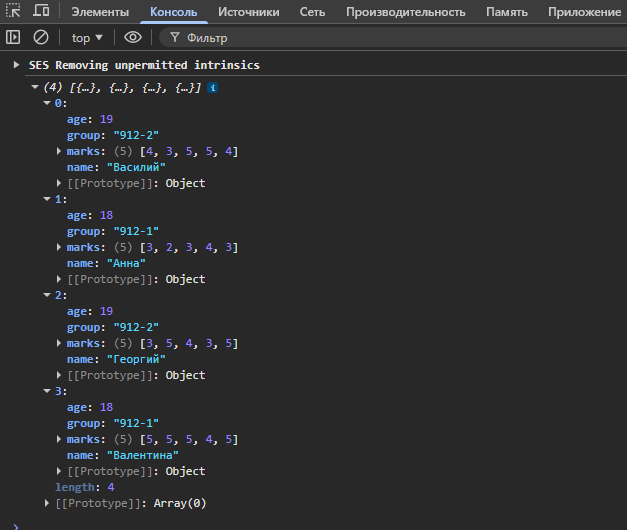 Элементы Консоль Источники Сеть Производительность Память Приложение
top ▼ Фильтр
▶ SES Removing unpermitted intrinsics
▼ (4) [{…}, {…}, {…}, {…}] i
▼ 0:
age: 19
group: "912-2"
▶ marks: (5) [4, 3, 5, 5, 4]
name: "Василий"
▶ [[Prototype]]: Object
▼ 1:
age: 18
group: "912-1"
▶ marks: (5) [3, 2, 3, 4, 3]
name: "Анна"
▶ [[Prototype]]: Object
▼ 2:
age: 19
group: "912-2"
▶ marks: (5) [3, 5, 4, 3, 5]
name: "Георгий"
▶ [[Prototype]]: Object
▼ 3:
age: 18
group: "912-1"
▶ marks: (5) [5, 5, 5, 4, 5]
name: "Валентина"
▶ [[Prototype]]: Object
length: 4
▶ [[Prototype]]: Array(0)